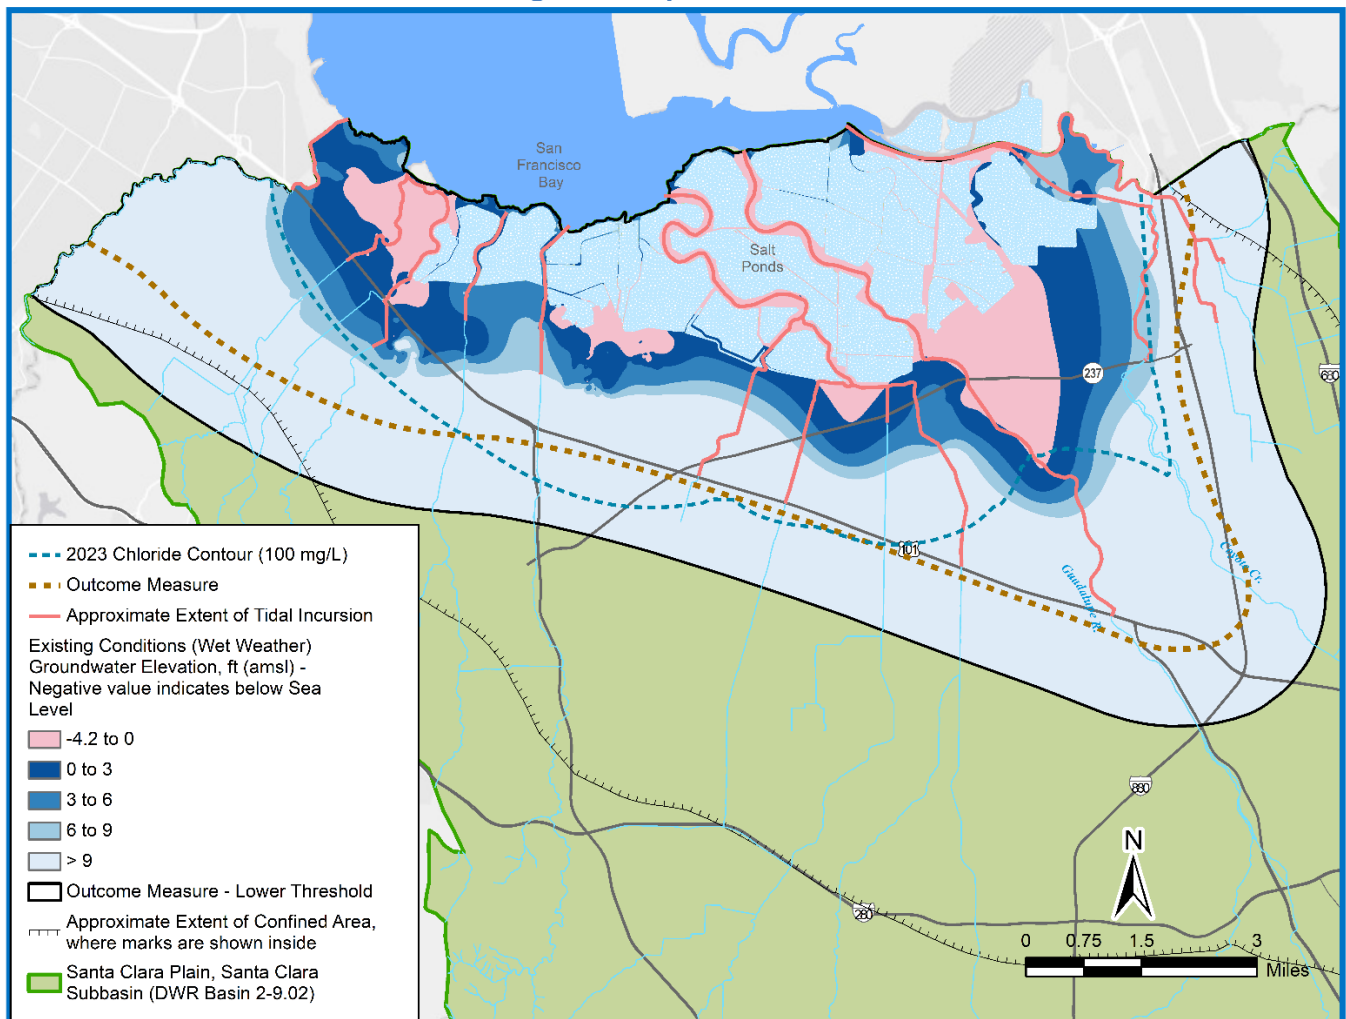 San
Francisco
Bay
Salt
Ponds
237
680
101
Coyote Cr.
Guadalupe R.
880
280
N
0 0.75 1.5 3
Miles
2023 Chloride Contour (100 mg/L)
Outcome Measure
Approximate Extent of Tidal Incursion
Existing Conditions (Wet Weather)
Groundwater Elevation, ft (amsl) -
Negative value indicates below Sea
Level
-4.2 to 0
0 to 3
3 to 6
6 to 9
> 9
Outcome Measure - Lower Threshold
Approximate Extent of Confined Area,
where marks are shown inside
Santa Clara Plain, Santa Clara
Subbasin (DWR Basin 2-9.02)